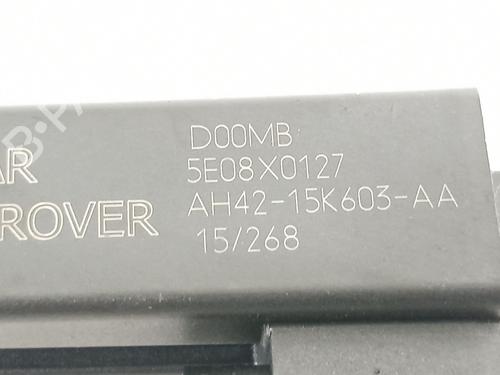 D00MB
5E08X0127
AR
AH42-15K603-AA
ROVER
15/268